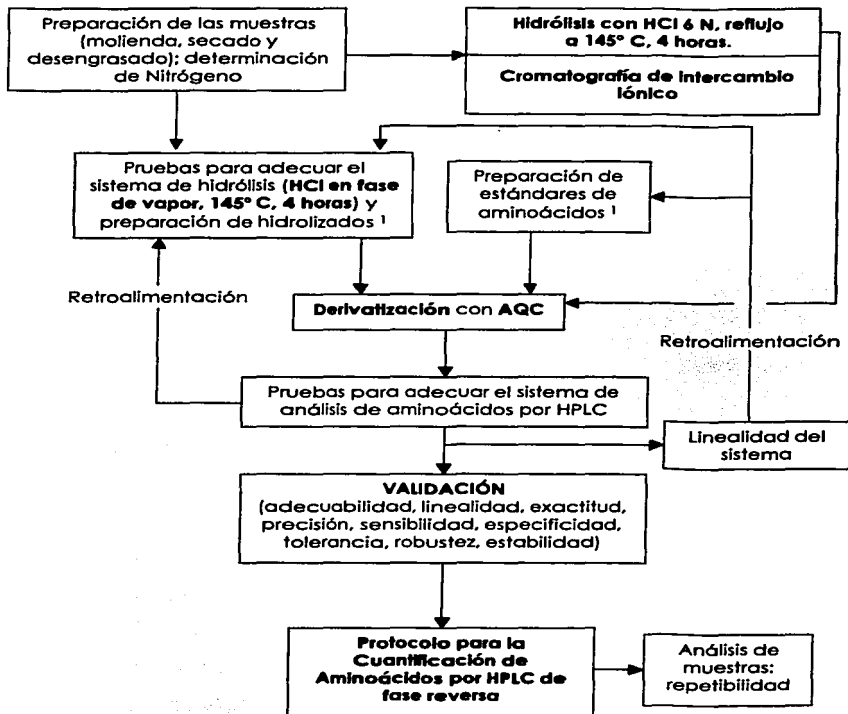 Preparación de las muestras
(molienda, secado y
desengrasado); determinación
de Nitrógeno
Hidrólisis con HCl 6 N, reflujo
a 145° C, 4 horas.
Cromatografía de intercambio
iónico
Pruebas para adecuar el
sistema de hidrólisis (HCl en fase
de vapor, 145° C, 4 horas) y
preparación de hidrolizados ¹
Preparación de
estándares de
aminoácidos ¹
Retroalimentación
Derivatización con AQC
Retroalimentación
Pruebas para adecuar el sistema de
análisis de aminoácidos por HPLC
Linealidad del
sistema
VALIDACIÓN
(adecuabilidad, linealidad, exactitud,
precisión, sensibilidad, especificidad,
tolerancia, robustez, estabilidad)
Protocolo para la
Cuantificación de
Aminoácidos por HPLC de
fase reversa
Análisis de
muestras:
repetibilidad